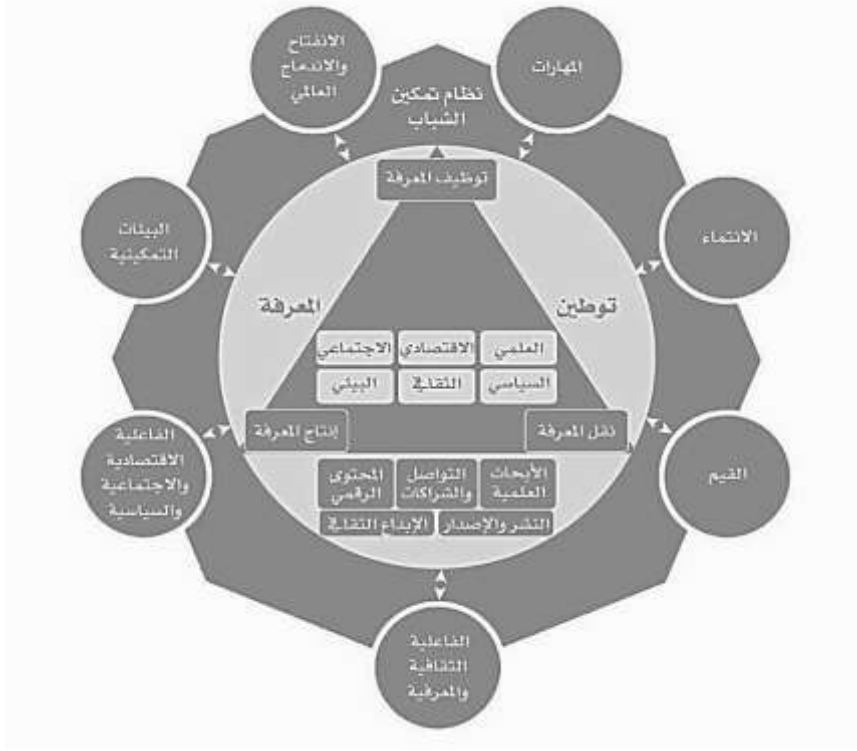 الانفتاح
والاندماج
العالمي
المهارات
نظام تمكين
الشباب
توظيف المعرفة
البيئات
التمكينية
الانتماء
المعرفة
توطين
العلمي
الاقتصادي
الاجتماعي
السياسي
الثقافي
البيئي
نقل المعرفة
إنتاج المعرفة
الفاعلية
الاقتصادية
والاجتماعية
والسياسية
القيم
الأبحاث
العلمية
التواصل
والشراكات
المحتوى
الرقمي
النشر والإصدار
الإبداع الثقافي
الفاعلية
الثقافية
والمعرفية